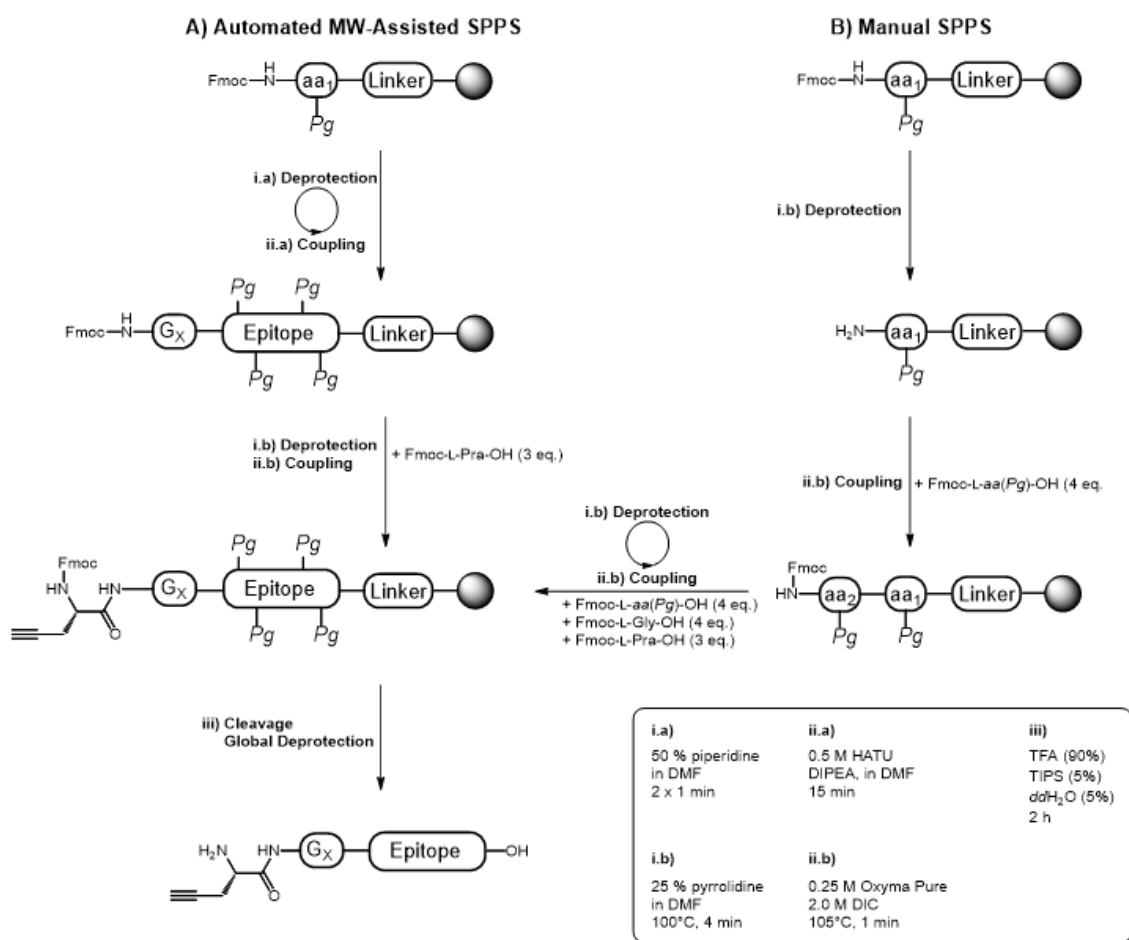 A) Automated MW-Assisted SPPS
Fmoc
H
N
aa1
Linker
Pg
i.a) Deprotection
ii.a) Coupling
Pg
Pg
Fmoc
H
N
GX
Epitope
Linker
Pg
Pg
i.b) Deprotection
ii.b) Coupling
+ Fmoc-L-Pra-OH (3 eq.)
Pg
Pg
Fmoc
HN
HN
O
GX
Epitope
Linker
Pg
Pg
iii) Cleavage
Global Deprotection
H2N
HN
O
GX
Epitope
OH
B) Manual SPPS
Fmoc
H
N
aa1
Linker
Pg
i.b) Deprotection
H2N
aa1
Linker
Pg
ii.b) Coupling
+ Fmoc-L-aa(Pg)-OH (4 eq.
Fmoc
HN
aa2
aa1
Linker
Pg
Pg
i.b) Deprotection
ii.b) Coupling
+ Fmoc-L-aa(Pg)-OH (4 eq.)
+ Fmoc-L-Gly-OH (4 eq.)
+ Fmoc-L-Pra-OH (3 eq.)
i.a)
50 % piperidine
in DMF
2 x 1 min
ii.a)
0.5 M HATU
DIPEA, in DMF
15 min
iii)
TFA (90%)
TIPS (5%)
ddH2O (5%)
2 h
i.b)
25 % pyrrolidine
in DMF
100°C, 4 min
ii.b)
0.25 M Oxyma Pure
2.0 M DIC
105°C, 1 min